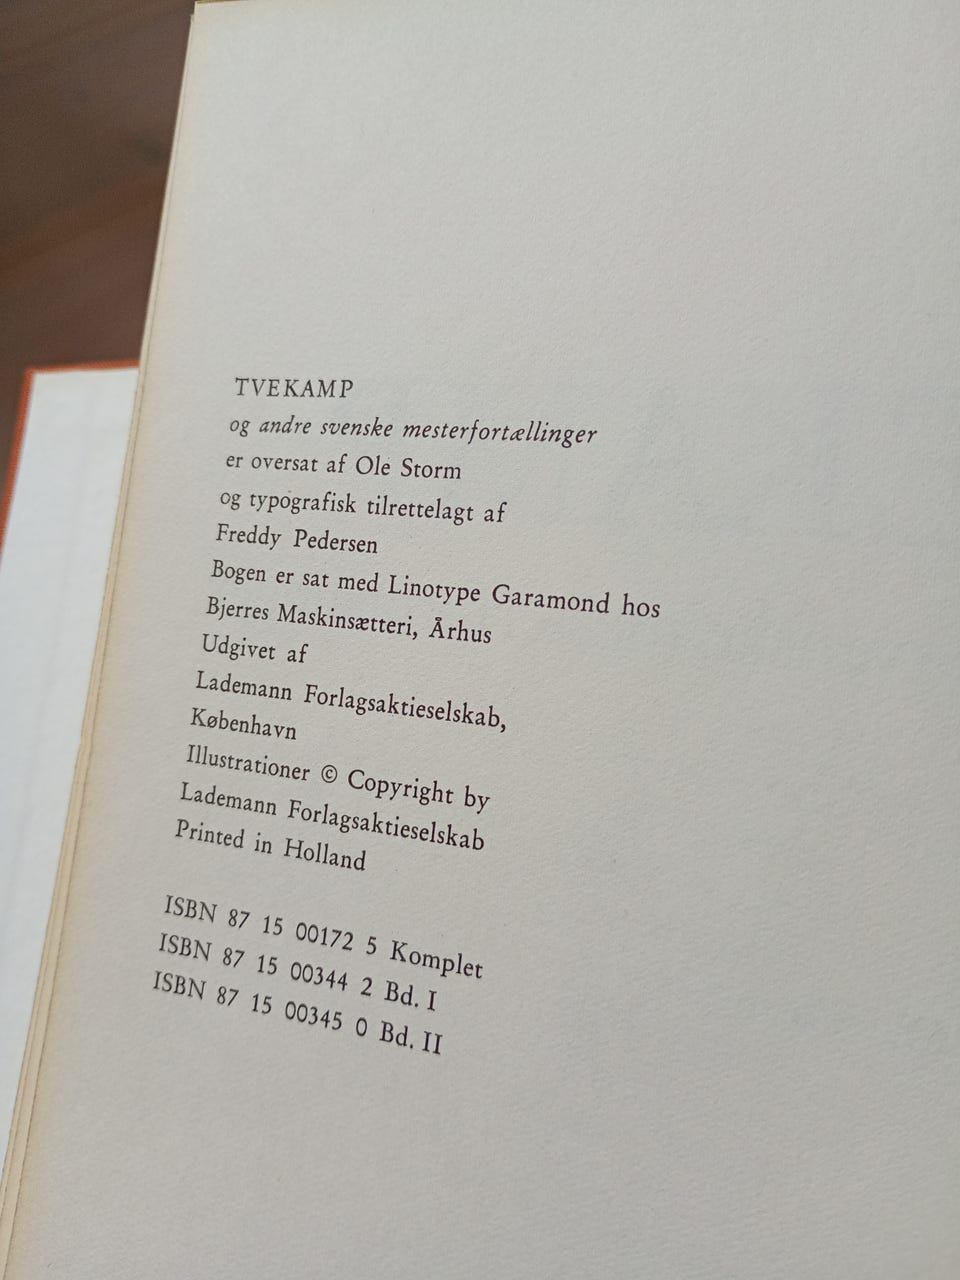 TVEKAMP
og andre svenske mesterfortællinger
er oversat af Ole Storm
og typografisk tilrettelagt af
Freddy Pedersen
Bogen er sat med Linotype Garamond hos
Bjerres Maskinsætteri, Århus
Udgivet af
Lademann Forlagsaktieselskab,
København
Illustrationer © Copyright by
Lademann Forlagsaktieselskab
Printed in Holland
ISBN 87 15 00172 5 Komplet
ISBN 87 15 00344 2 Bd. I
ISBN 87 15 00345 0 Bd. II